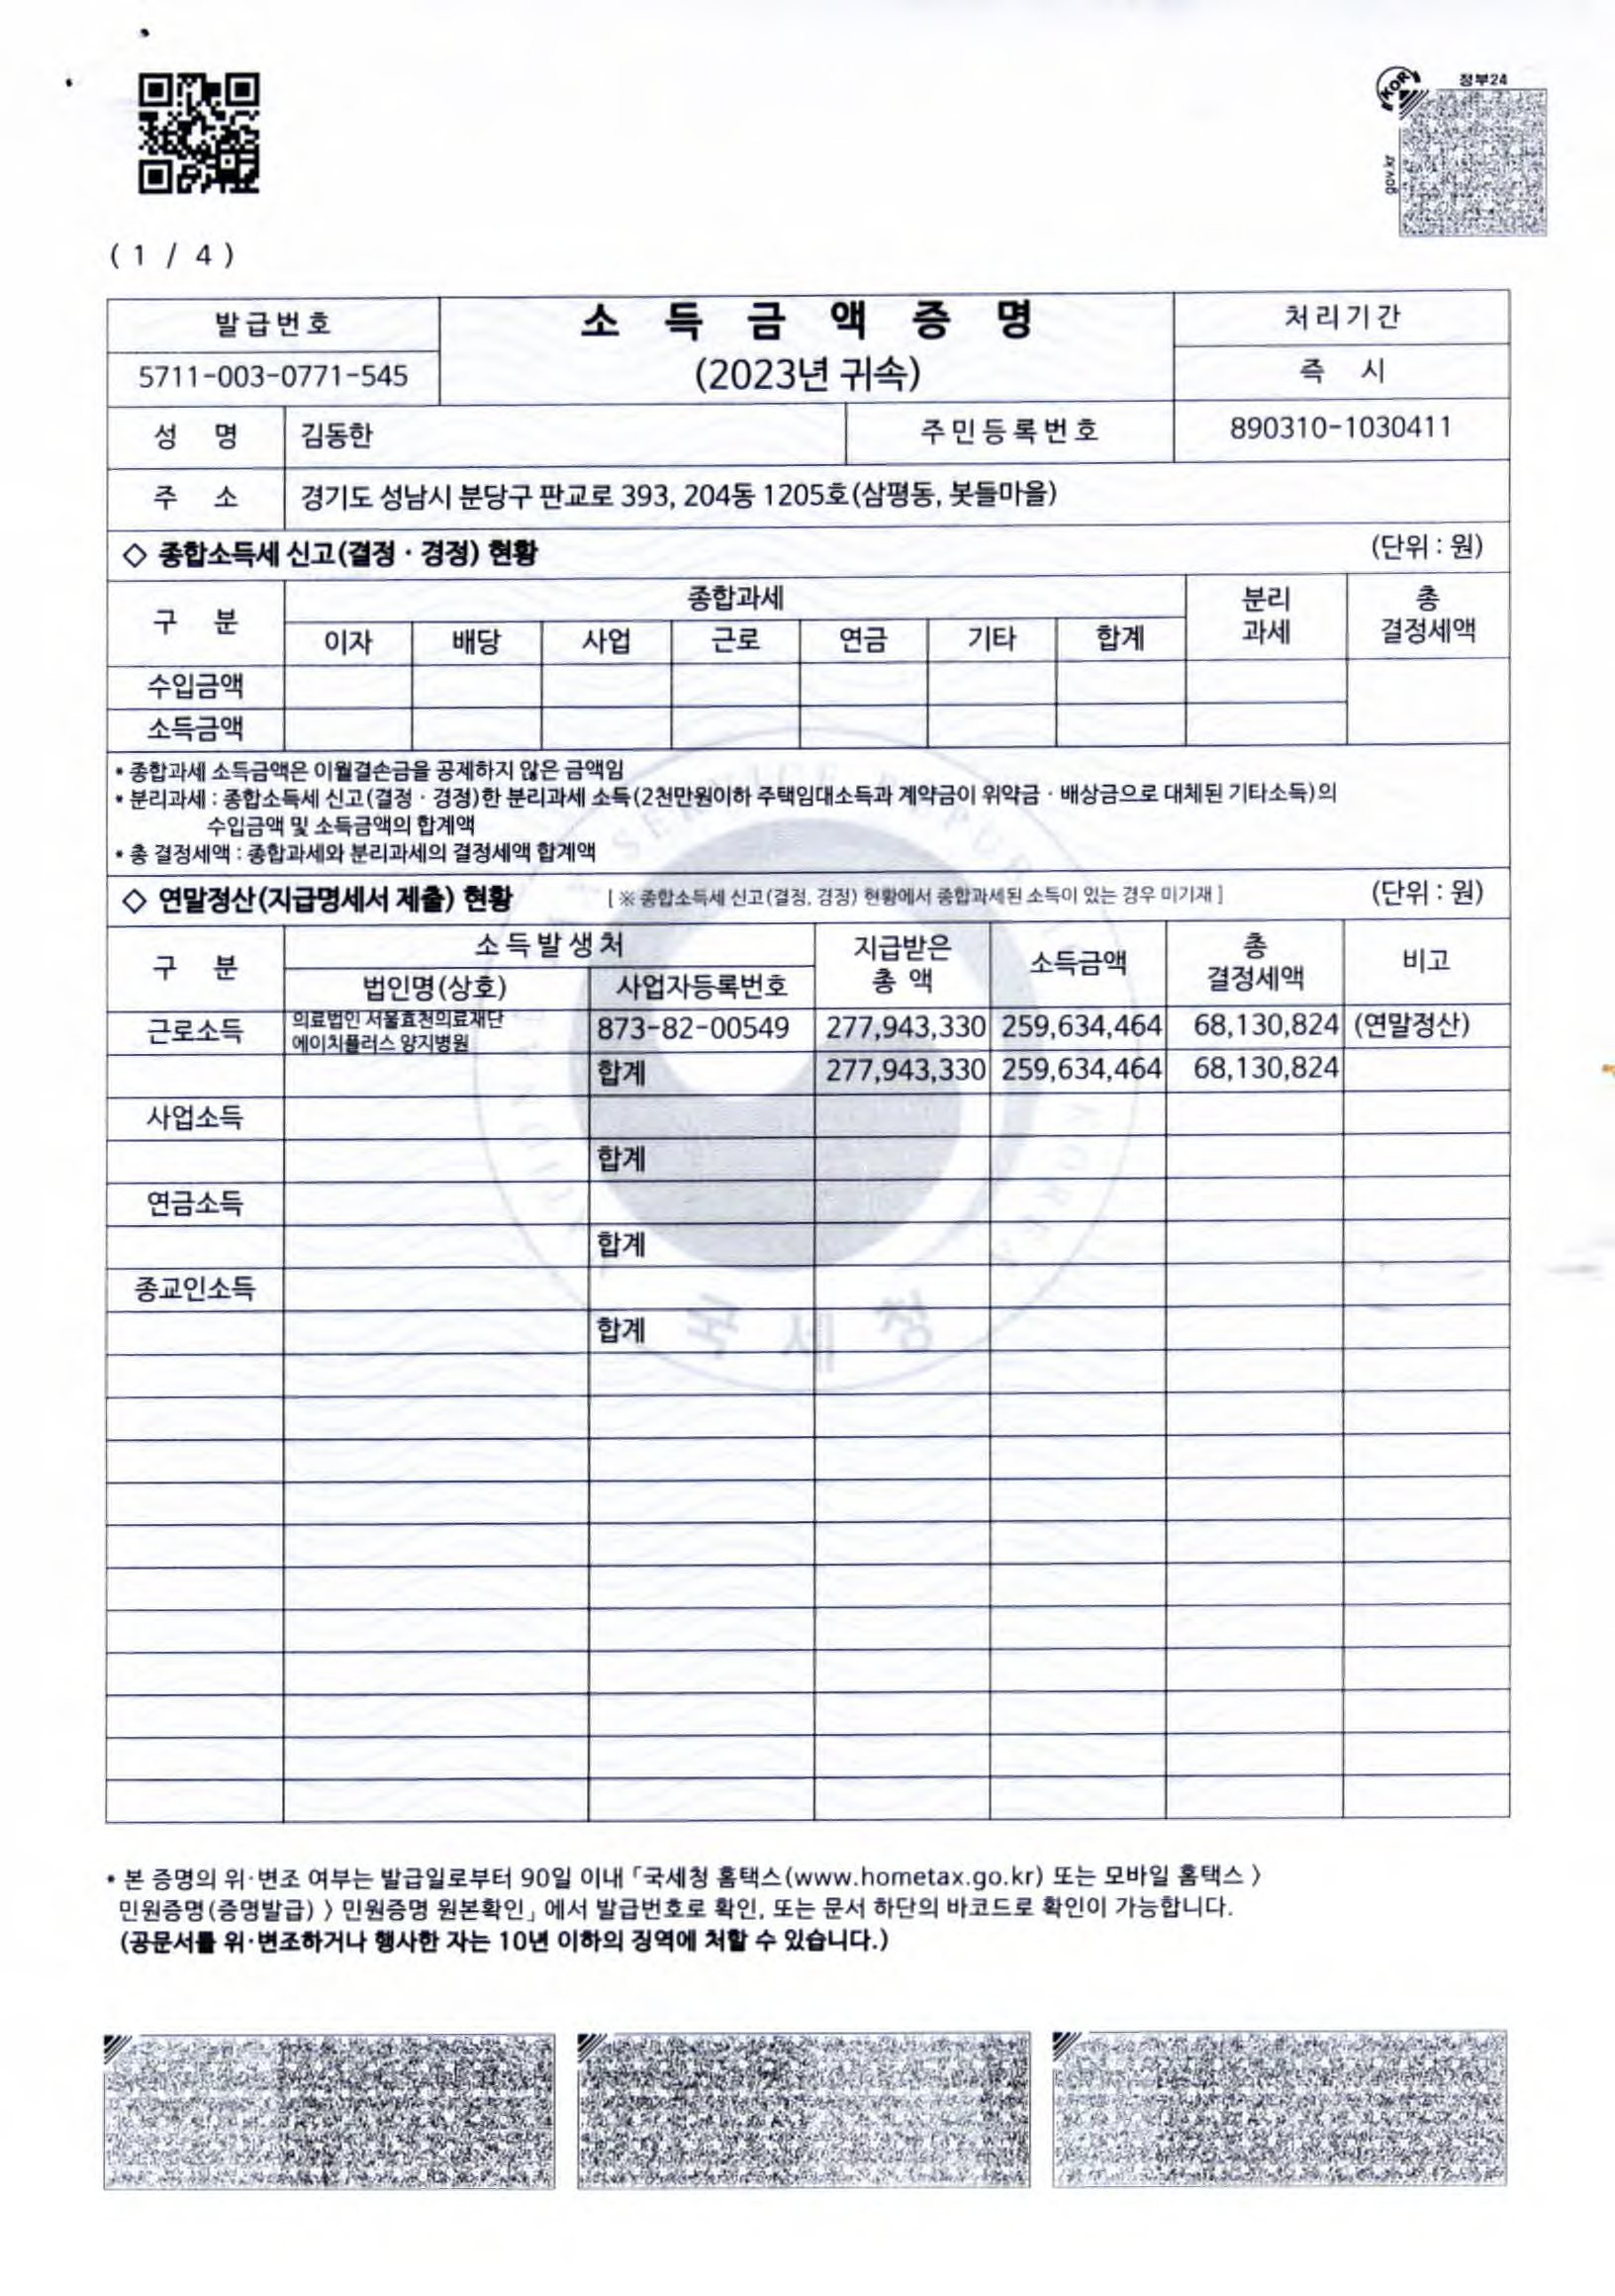 정부24
KOR
gov.kr
( 1 / 4 )
발급번호
소 득 금 액 증 명
처리기간
5711-003-0771-545
(2023년 귀속)
즉 시
성 명
김동한
주민등록번호
890310-1030411
주 소
경기도 성남시 분당구 판교로 393, 204동 1205호(삼평동, 봇들마을)
◇ 종합소득세 신고(결정 · 경정) 현황
(단위 : 원)
구 분
종합과세
분리
과세
총
결정세액
이자 배당 사업 근로 연금 기타 합계
수입금액
소득금액
* 종합과세 소득금액은 이월결손금을 공제하지 않은 금액임
* 분리과세 : 종합소득세 신고(결정 · 경정)한 분리과세 소득(2천만원이하 주택임대소득과 계약금이 위약금 · 배상금으로 대체된 기타소득)의
수입금액 및 소득금액의 합계액
* 총 결정세액 : 종합과세와 분리과세의 결정세액 합계액
◇ 연말정산(지급명세서 제출) 현황
[ ※ 종합소득세 신고(결정, 경정) 현황에서 종합과세된 소득이 있는 경우 미기재 ]
(단위 : 원)
구 분
소득발생처
지급받은
총 액
소득금액
총
결정세액
비고
법인명(상호)
사업자등록번호
근로소득
의료법인 서울효천의료재단
에이치플러스 양지병원
873-82-00549 277,943,330 259,634,464 68,130,824 (연말정산)
합계 277,943,330 259,634,464 68,130,824
사업소득
합계
연금소득
합계
종교인소득
합계
국 세 청
* 본 증명의 위·변조 여부는 발급일로부터 90일 이내 「국세청 홈택스(www.hometax.go.kr) 또는 모바일 홈택스 〉
민원증명(증명발급) 〉 민원증명 원본확인」에서 발급번호로 확인, 또는 문서 하단의 바코드로 확인이 가능합니다.
(공문서를 위·변조하거나 행사한 자는 10년 이하의 징역에 처할 수 있습니다.)